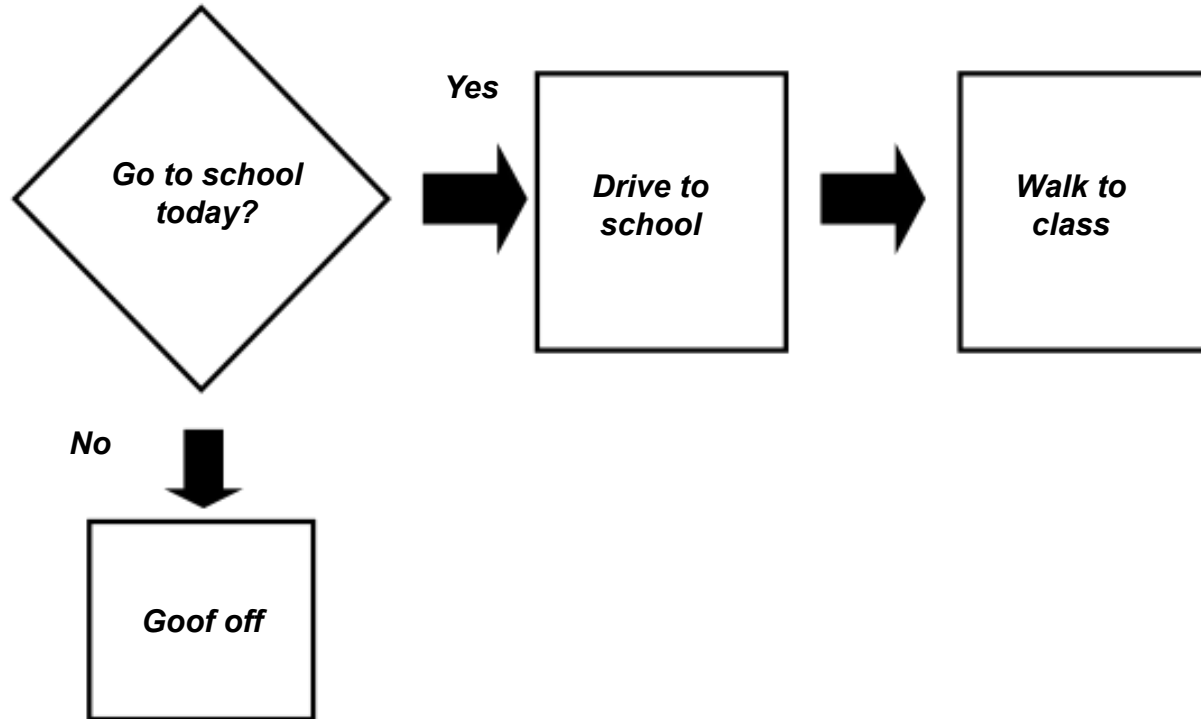 Go to school
today?
Yes
Drive to
school
Walk to
class
No
Goof off